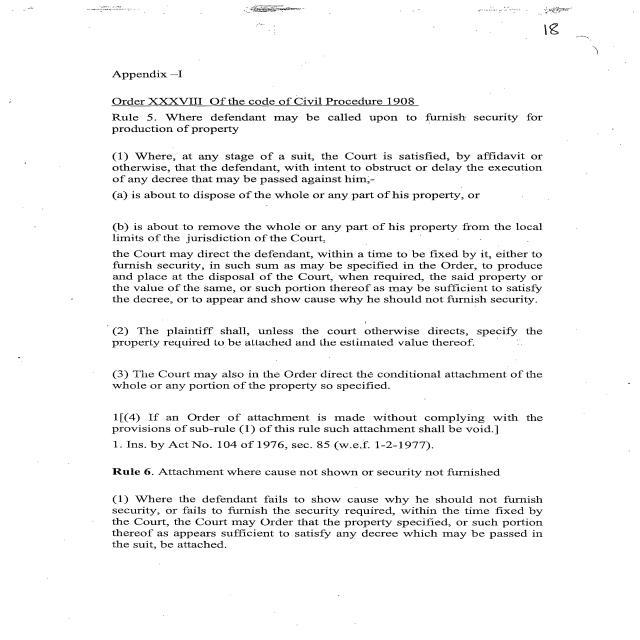 18
Appendix –I
Order XXXVIII Of the code of Civil Procedure 1908
Rule 5. Where defendant may be called upon to furnish security for
production of property
(1) Where, at any stage of a suit, the Court is satisfied, by affidavit or
otherwise, that the defendant, with intent to obstruct or delay the execution
of any decree that may be passed against him,-
(a) is about to dispose of the whole or any part of his property, or
(b) is about to remove the whole or any part of his property from the local
limits of the jurisdiction of the Court,
the Court may direct the defendant, within a time to be fixed by it, either to
furnish security, in such sum as may be specified in the Order, to produce
and place at the disposal of the Court, when required, the said property or
the value of the same, or such portion thereof as may be sufficient to satisfy
the decree, or to appear and show cause why he should not furnish security.
(2) The plaintiff shall, unless the court otherwise directs, specify the
property required to be attached and the estimated value thereof.
(3) The Court may also in the Order direct the conditional attachment of the
whole or any portion of the property so specified.
1[(4) If an Order of attachment is made without complying with the
provisions of sub-rule (1) of this rule such attachment shall be void.]
1. Ins. by Act No. 104 of 1976, sec. 85 (w.e.f. 1-2-1977).
Rule 6. Attachment where cause not shown or security not furnished
(1) Where the defendant fails to show cause why he should not furnish
security, or fails to furnish the security required, within the time fixed by
the Court, the Court may Order that the property specified, or such portion
thereof as appears sufficient to satisfy any decree which may be passed in
the suit, be attached.